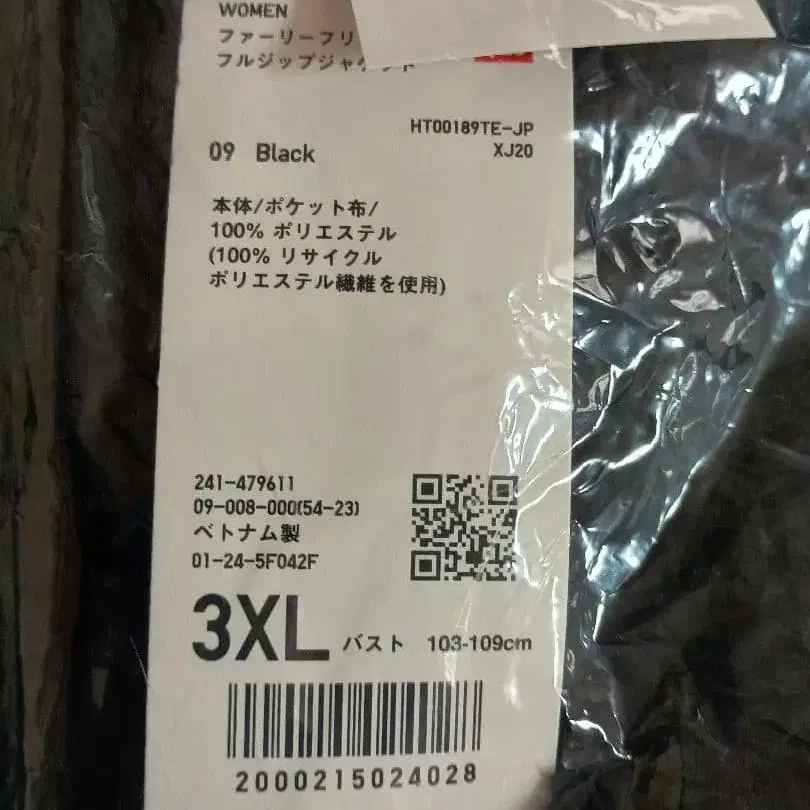 WOMEN
ファーリーフリ
フルジップジャケット
HT00189TE-JP
09 Black
XJ20
本体/ポケット布/
100% ポリエステル
(100% リサイクル
ポリエステル繊維を使用)
241-479611
09-008-000(54-23)
ベトナム製
01-24-5F042F
3XL バスト 103-109cm
2000215024028